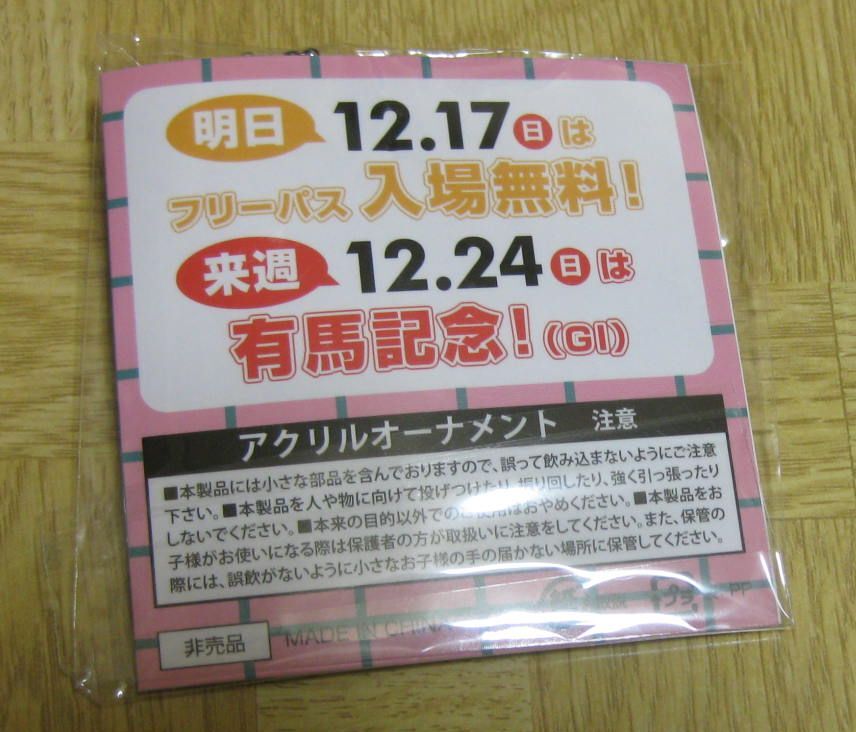 明日 12.17 日 は
フリーパス 入場無料！
来週 12.24 日 は
有馬記念！（GI）
アクリルオーナメント 注意
■本製品には小さな部品を含んでおりますので、誤って飲み込まないようにご注意
下さい。■本製品を人や物に向けて投げつけたり、振り回したり、強く引っ張ったり
しないでください。■本来の目的以外でのご使用はおやめください。■本製品をお
子様がお使いになる際は保護者の方が取扱いに注意をしてください。また、保管の
際には、誤飲がないように小さなお子様の手の届かない場所に保管してください。
非売品 MADE IN CHINA 紙 プラ PP